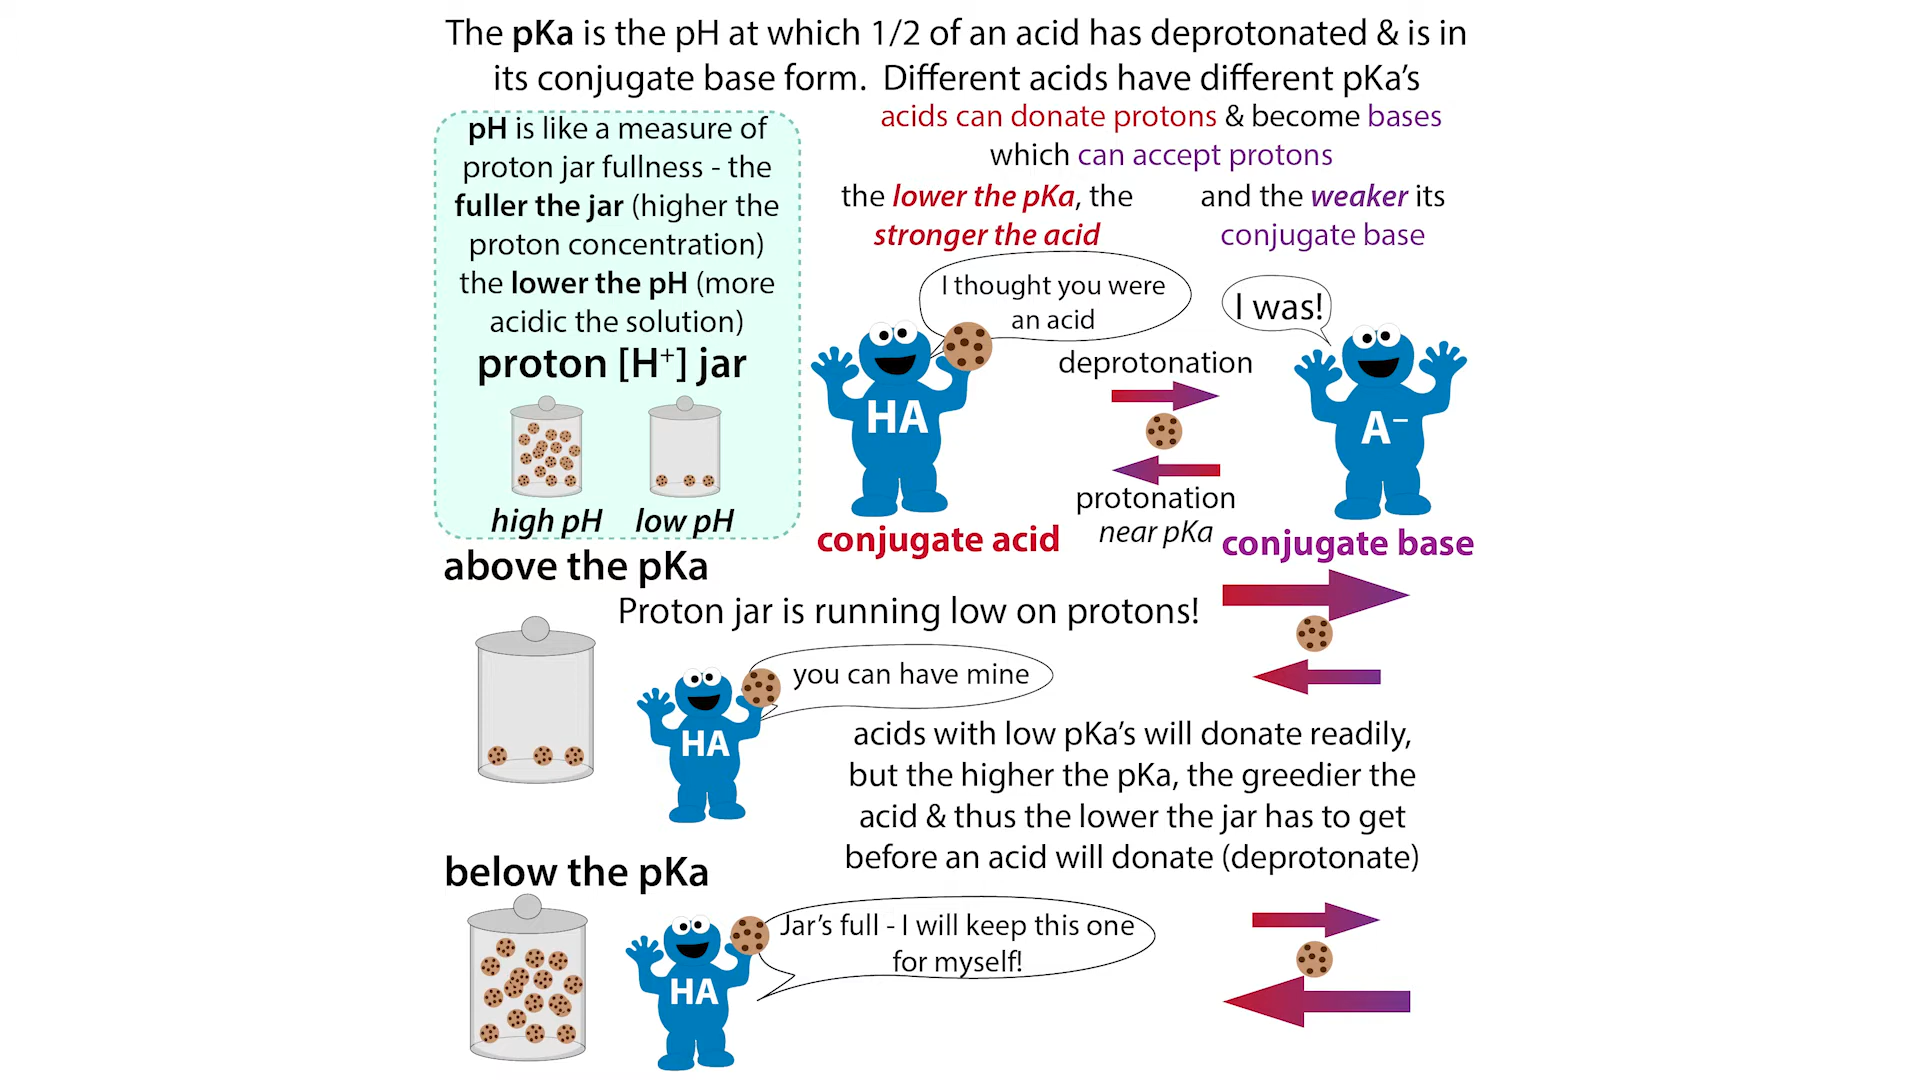 The pKa is the pH at which 1/2 of an acid has deprotonated & is in
its conjugate base form. Different acids have different pKa's
pH is like a measure of
proton jar fullness - the
fuller the jar (higher the
proton concentration)
the lower the pH (more
acidic the solution)
proton [H⁺] jar
high pH
low pH
acids can donate protons & become bases
which can accept protons
the lower the pKa, the
stronger the acid
and the weaker its
conjugate base
I thought you were
an acid
I was!
HA
deprotonation
protonation
near pKa
A⁻
conjugate acid
conjugate base
above the pKa
Proton jar is running low on protons!
you can have mine
HA
acids with low pKa's will donate readily,
but the higher the pKa, the greedier the
acid & thus the lower the jar has to get
before an acid will donate (deprotonate)
below the pKa
Jar's full - I will keep this one
for myself!
HA